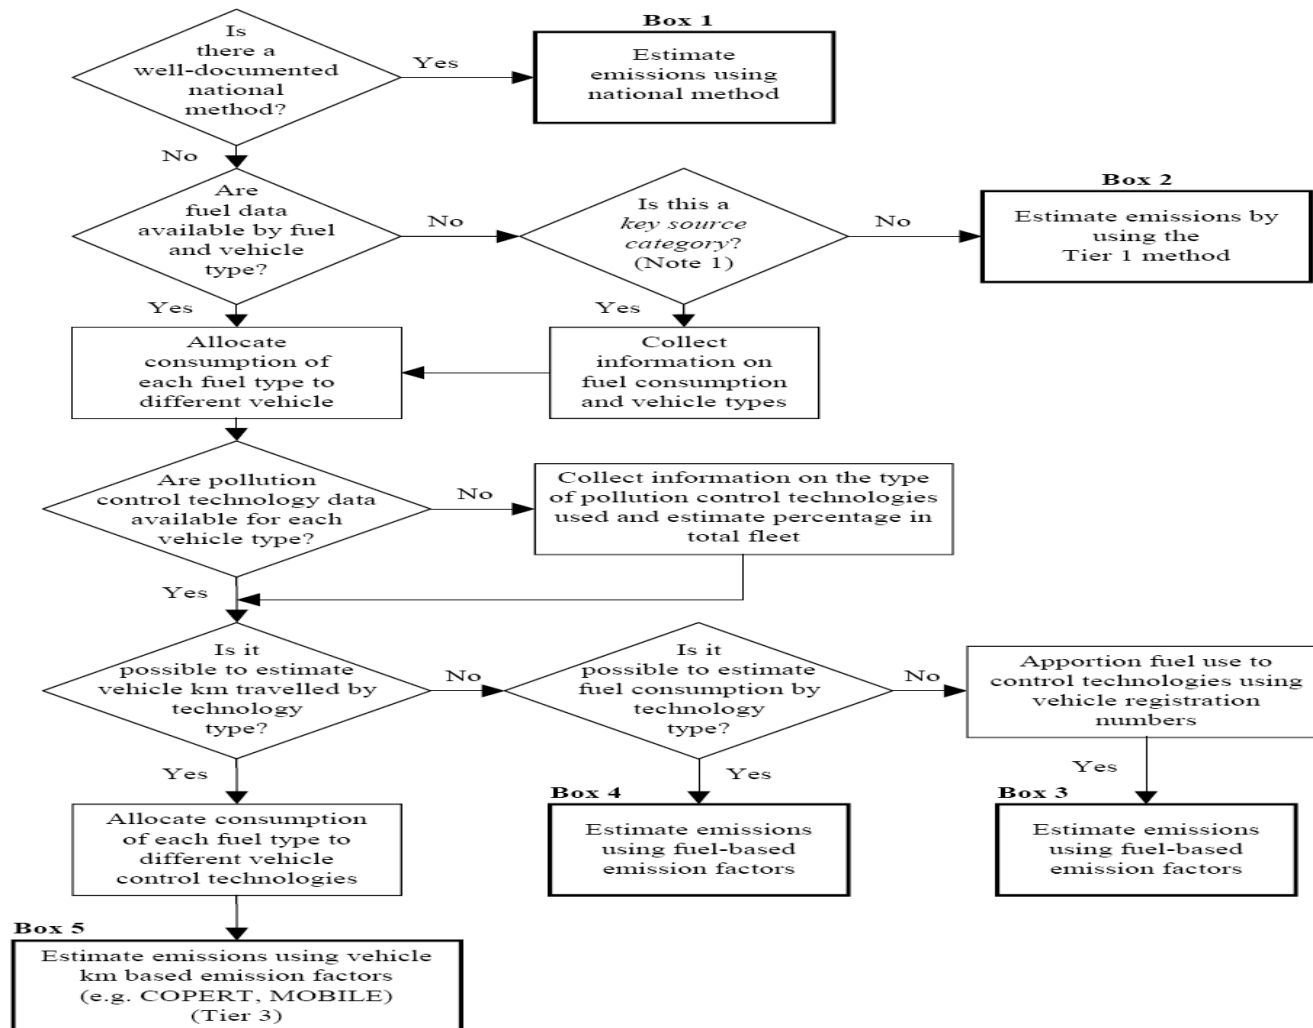 Is
there a
well-documented
national
method?
Yes
Box 1
Estimate
emissions using
national method
No
Are
fuel data
available by fuel
and vehicle
type?
No
Is this a
key source
category?
(Note 1)
No
Box 2
Estimate emissions by
using the
Tier 1 method
Yes
Yes
Allocate
consumption of
each fuel type to
different vehicle
Collect
information on
fuel consumption
and vehicle types
Are pollution
control technology data
available for each
vehicle type?
No
Collect information on the type
of pollution control technologies
used and estimate percentage in
total fleet
Yes
Is it
possible to estimate
vehicle km travelled by
technology
type?
No
Is it
possible to estimate
fuel consumption by
technology
type?
No
Apportion fuel use to
control technologies using
vehicle registration
numbers
Yes
Yes
Yes
Allocate consumption
of each fuel type to
different vehicle
control technologies
Box 4
Estimate emissions
using fuel-based
emission factors
Box 3
Estimate emissions
using fuel-based
emission factors
Box 5
Estimate emissions using vehicle
km based emission factors
(e.g. COPERT, MOBILE)
(Tier 3)